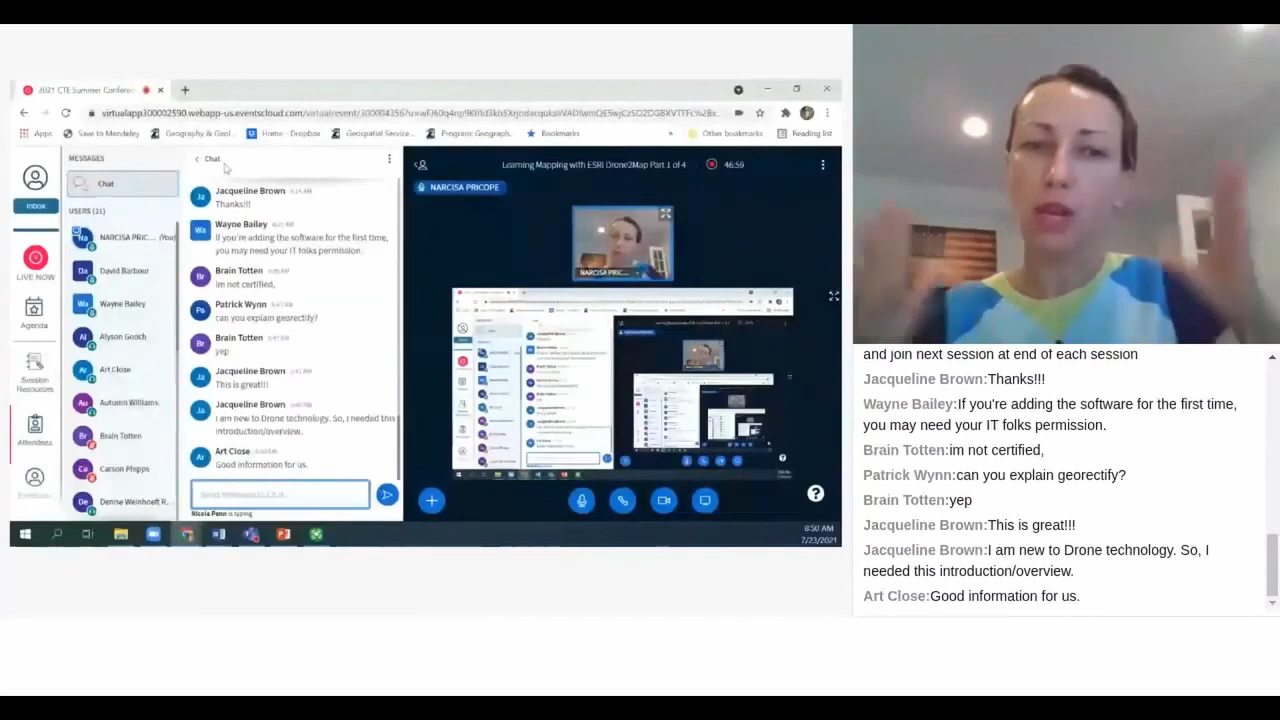 2021 CTE Summer Conferen
Apps
Save to Mendeley
Geography & Geol...
Home - Dropbox
Geospatial Service...
Program: Geograph...
Bookmarks
»
Other bookmarks
Reading list
Inbox
LIVE NOW
Agenda
Session
Resources
Attendees
MESSAGES
Chat
USERS (21)
NARCISA PRIC... (You)
David Barbour
Wayne Bailey
Alyson Gooch
Art Close
Autumn Williams
Brain Totten
Carson Phipps
Denise Weinhoeft R...
Chat
Jacqueline Brown
Thanks!!!
Wayne Bailey
If you're adding the software for the first time,
you may need your IT folks permission.
Brain Totten
im not certified,
Patrick Wynn
can you explain georectify?
Brain Totten
yep
Jacqueline Brown
This is great!!!
Jacqueline Brown
I am new to Drone technology. So, I needed this
introduction/overview.
Art Close
Good information for us.
Nicola Penn is typing
Learning Mapping with ESRI Drone2Map Part 1 of 4
46:59
NARCISA PRICOPE
NARCISA PRIC...
8:50 AM
7/23/2021
and join next session at end of each session
Jacqueline Brown:Thanks!!!
Wayne Bailey:If you're adding the software for the first time,
you may need your IT folks permission.
Brain Totten:im not certified,
Patrick Wynn:can you explain georectify?
Brain Totten:yep
Jacqueline Brown:This is great!!!
Jacqueline Brown:I am new to Drone technology. So, I
needed this introduction/overview.
Art Close:Good information for us.